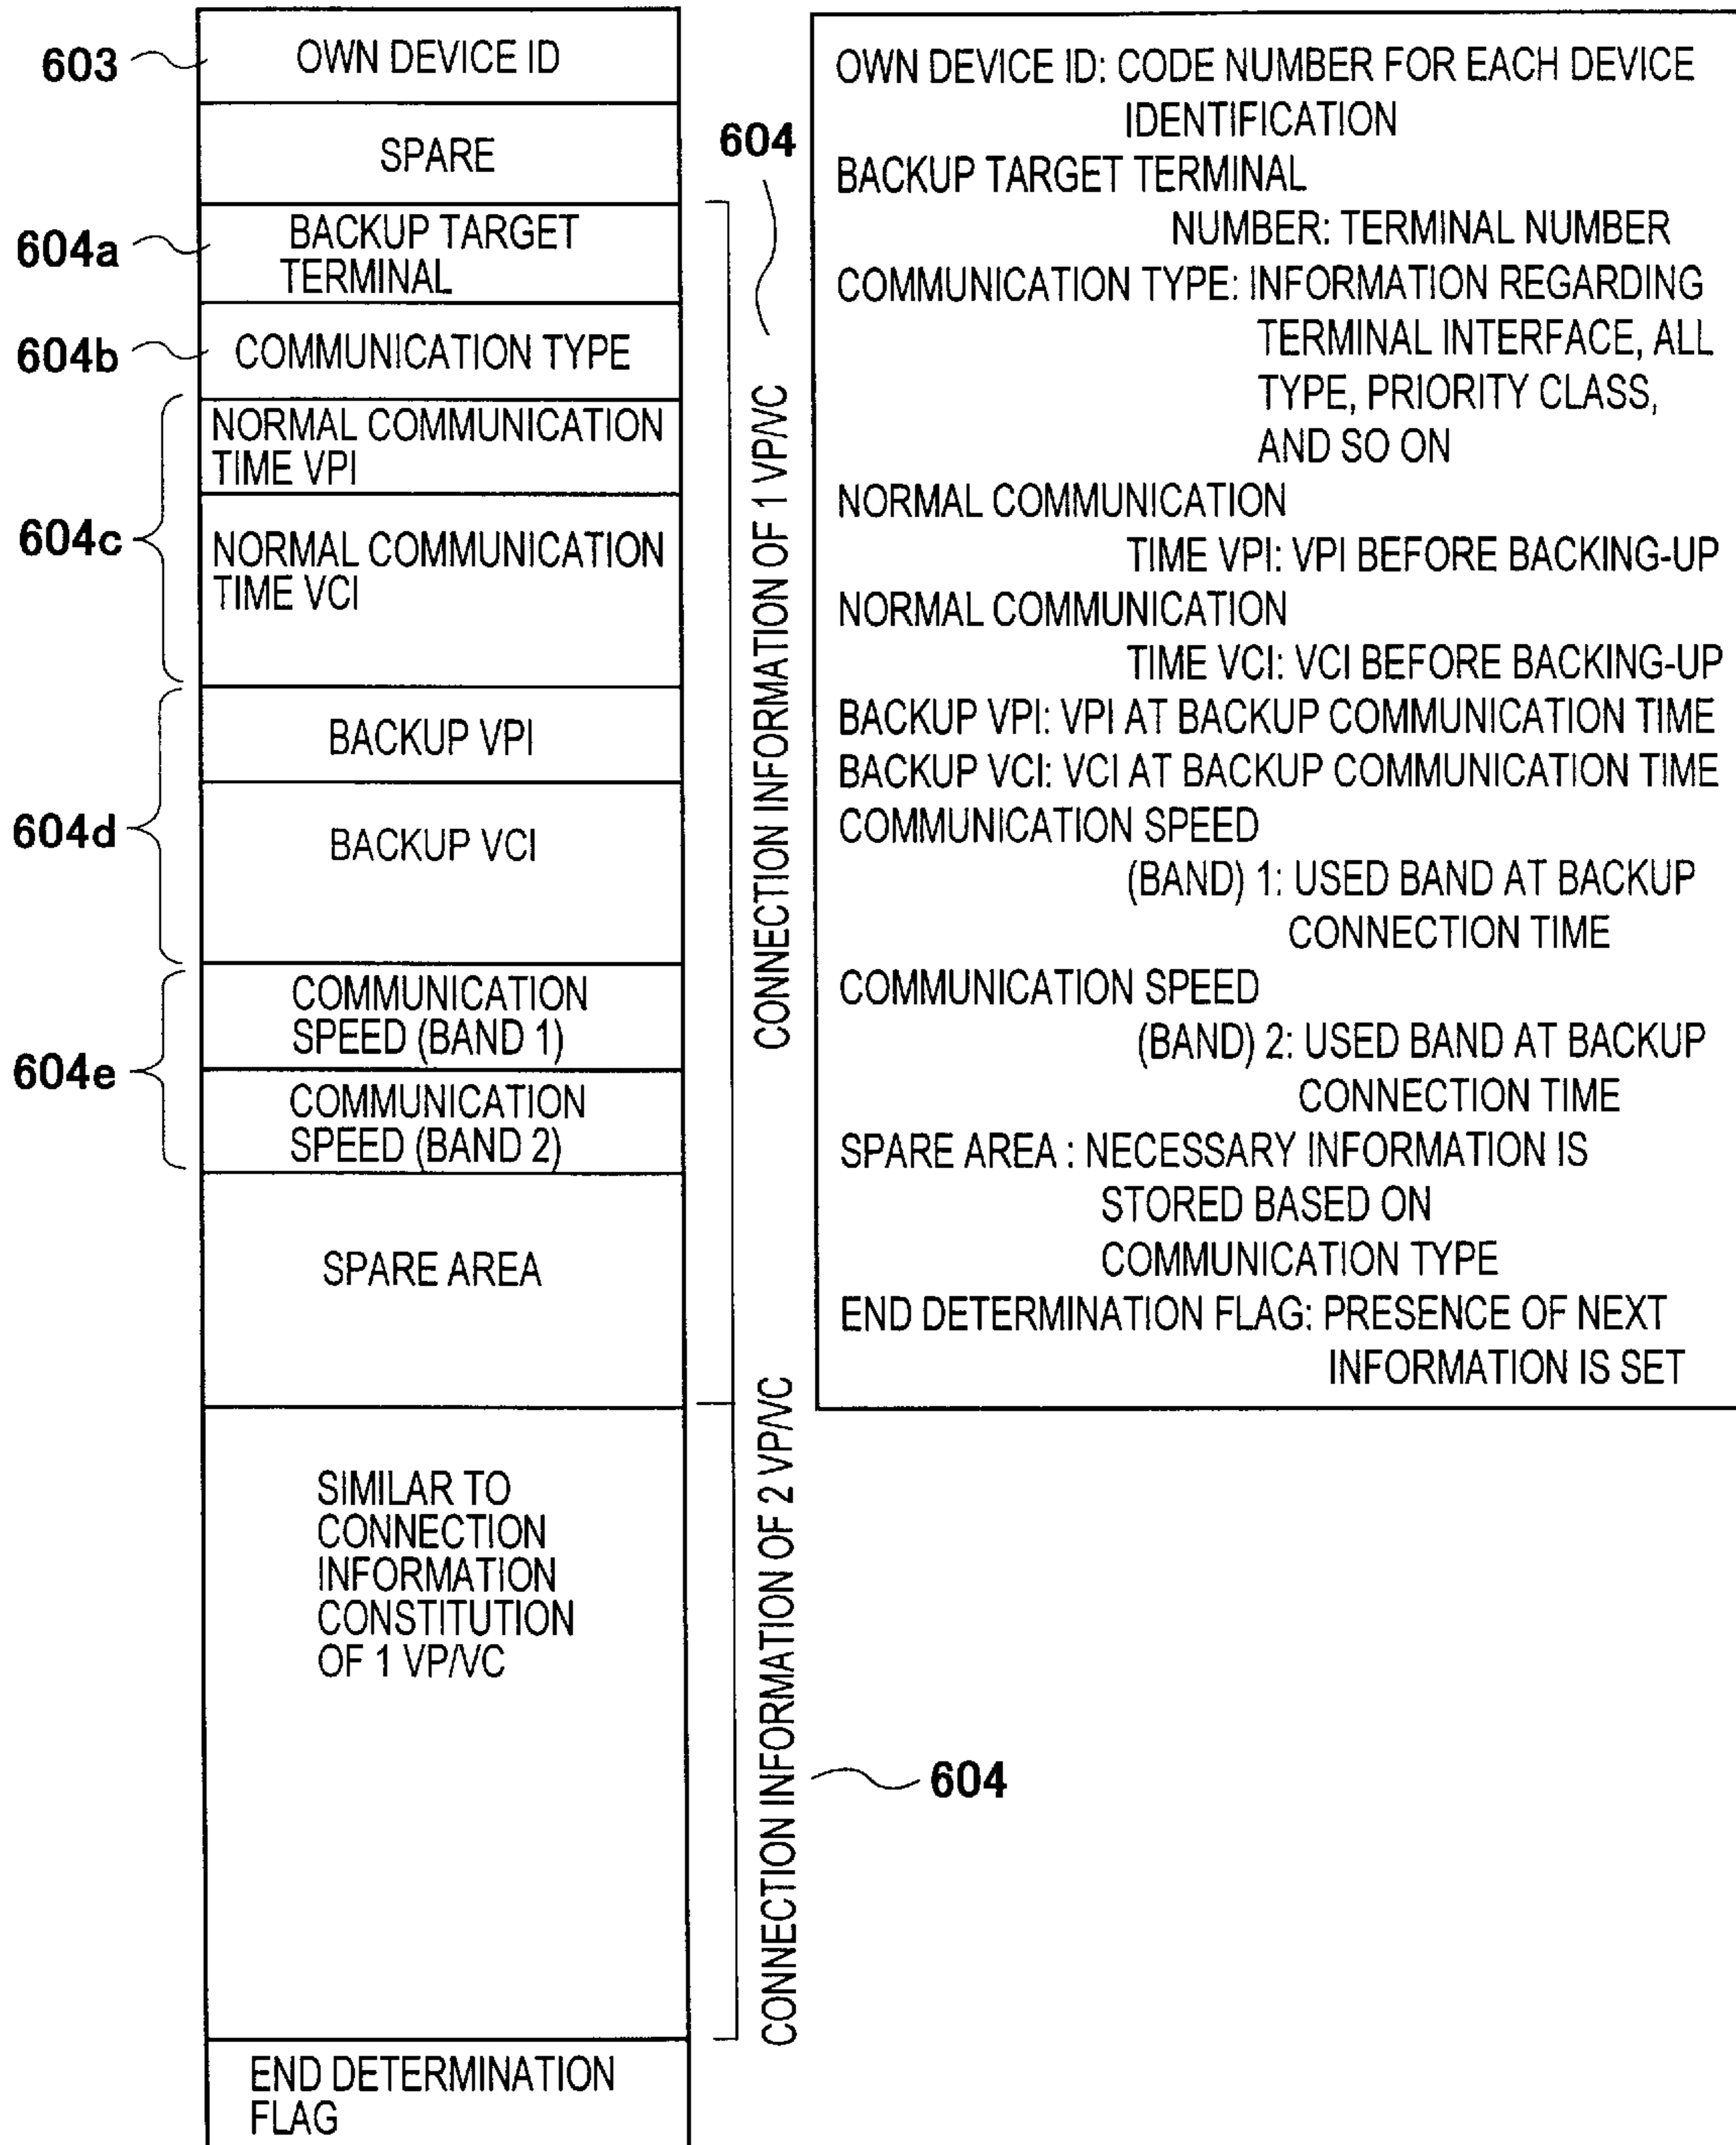 603
OWN DEVICE ID
SPARE
604
604a
BACKUP TARGET
TERMINAL
604b
COMMUNICATION TYPE
604c
NORMAL COMMUNICATION
TIME VPI
NORMAL COMMUNICATION
TIME VCI
604d
BACKUP VPI
BACKUP VCI
604e
COMMUNICATION
SPEED (BAND 1)
COMMUNICATION
SPEED (BAND 2)
SPARE AREA
CONNECTION INFORMATION OF 1 VP/VC
SIMILAR TO
CONNECTION
INFORMATION
CONSTITUTION
OF 1 VP/VC
CONNECTION INFORMATION OF 2 VP/VC
604
END DETERMINATION
FLAG
OWN DEVICE ID: CODE NUMBER FOR EACH DEVICE
IDENTIFICATION
BACKUP TARGET TERMINAL
NUMBER: TERMINAL NUMBER
COMMUNICATION TYPE: INFORMATION REGARDING
TERMINAL INTERFACE, ALL
TYPE, PRIORITY CLASS,
AND SO ON
NORMAL COMMUNICATION
TIME VPI: VPI BEFORE BACKING-UP
NORMAL COMMUNICATION
TIME VCI: VCI BEFORE BACKING-UP
BACKUP VPI: VPI AT BACKUP COMMUNICATION TIME
BACKUP VCI: VCI AT BACKUP COMMUNICATION TIME
COMMUNICATION SPEED
(BAND) 1: USED BAND AT BACKUP
CONNECTION TIME
COMMUNICATION SPEED
(BAND) 2: USED BAND AT BACKUP
CONNECTION TIME
SPARE AREA : NECESSARY INFORMATION IS
STORED BASED ON
COMMUNICATION TYPE
END DETERMINATION FLAG: PRESENCE OF NEXT
INFORMATION IS SET